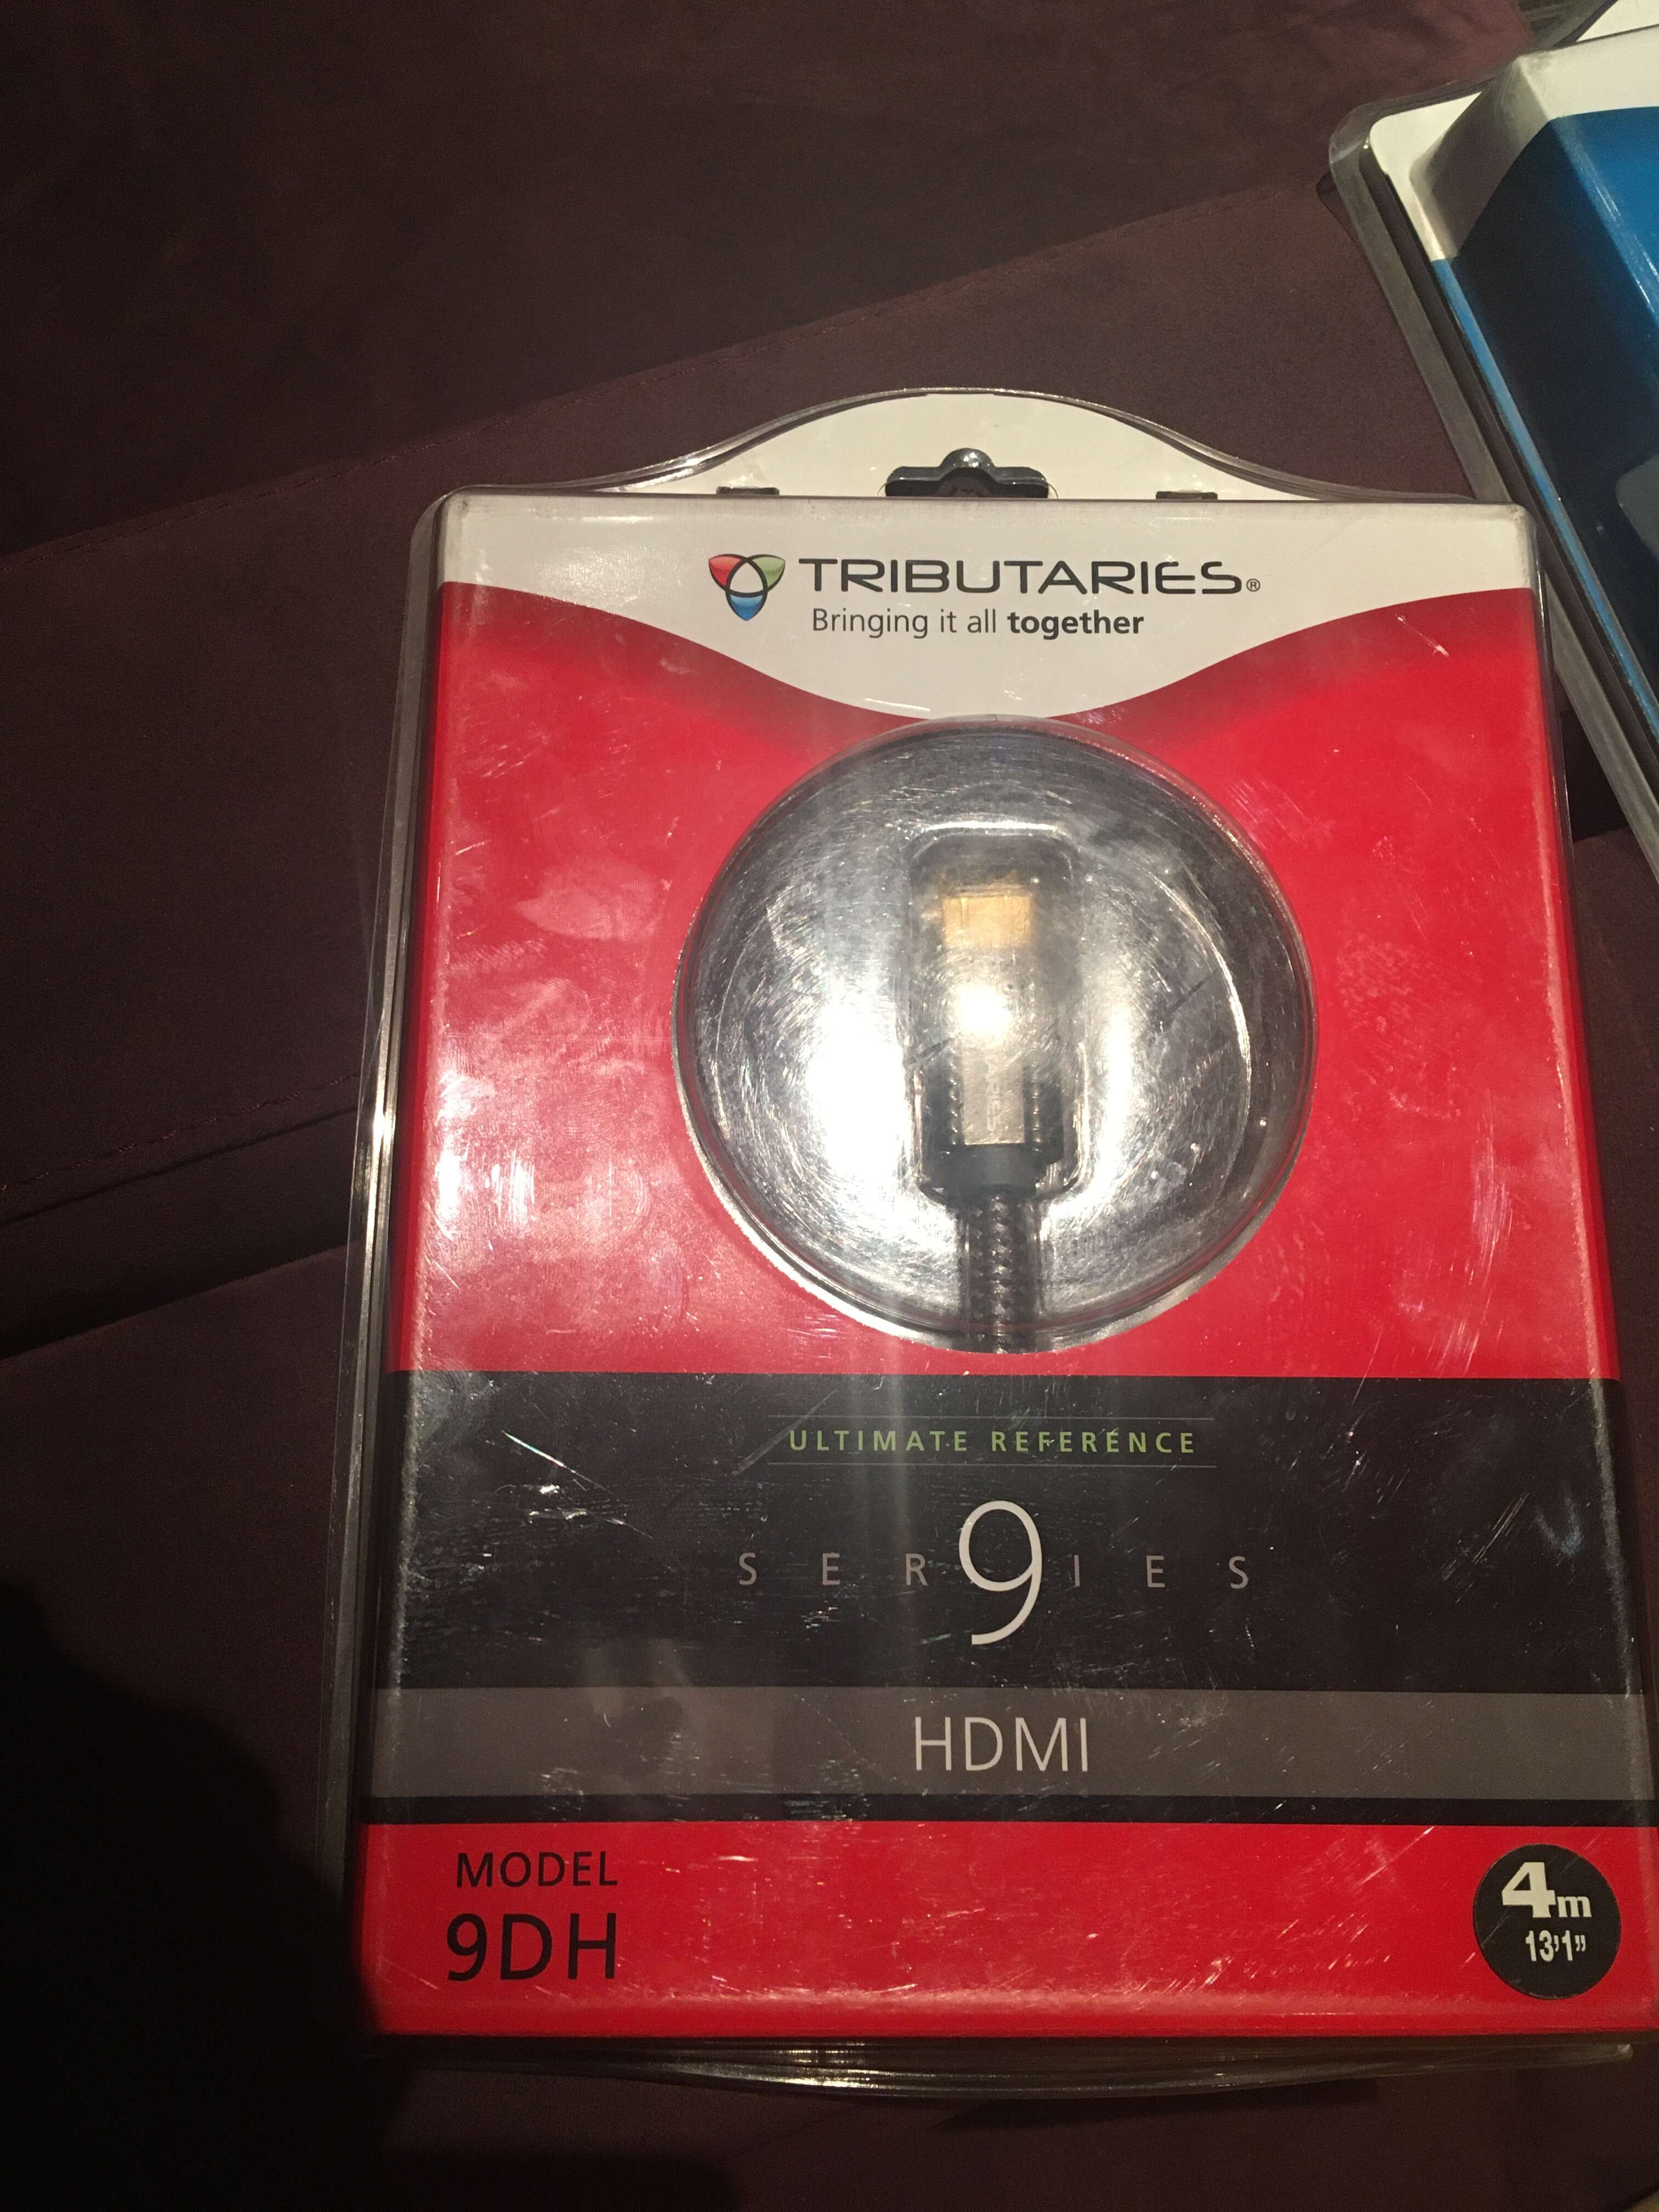 TRIBUTARIES®
Bringing it all together
ULTIMATE REFERENCE
SER9IES
HDMI
MODEL
9DH
4m
13'1"